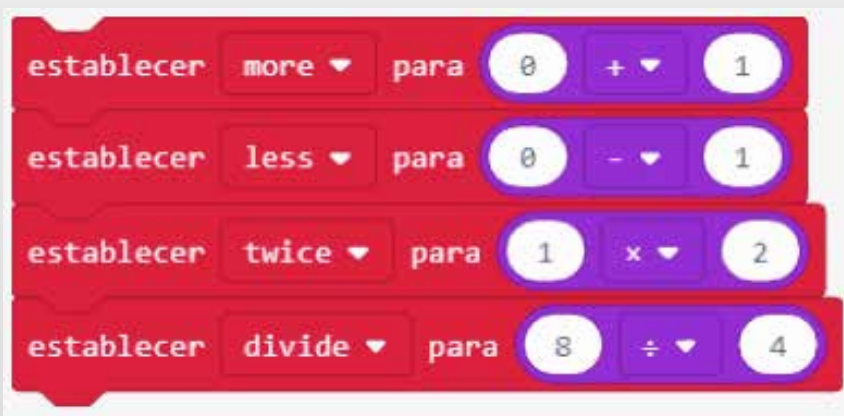 establecer more para 0 + 1
establecer less para 0 - 1
establecer twice para 1 × 2
establecer divide para 8 ÷ 4